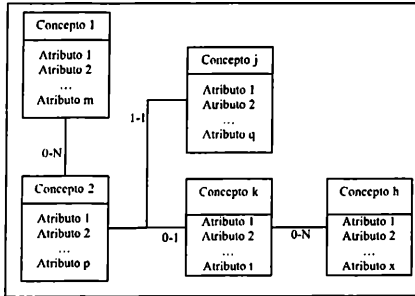 Concepto 1
Atributo 1
Atributo 2
...
Atributo m
0-N
Concepto j
Atributo 1
Atributo 2
...
Atributo q
1-1
Concepto 2
Atributo 1
Atributo 2
...
Atributo p
0-1
Concepto k
Atributo 1
Atributo 2
...
Atributo t
0-N
Concepto h
Atributo 1
Atributo 2
...
Atributo x